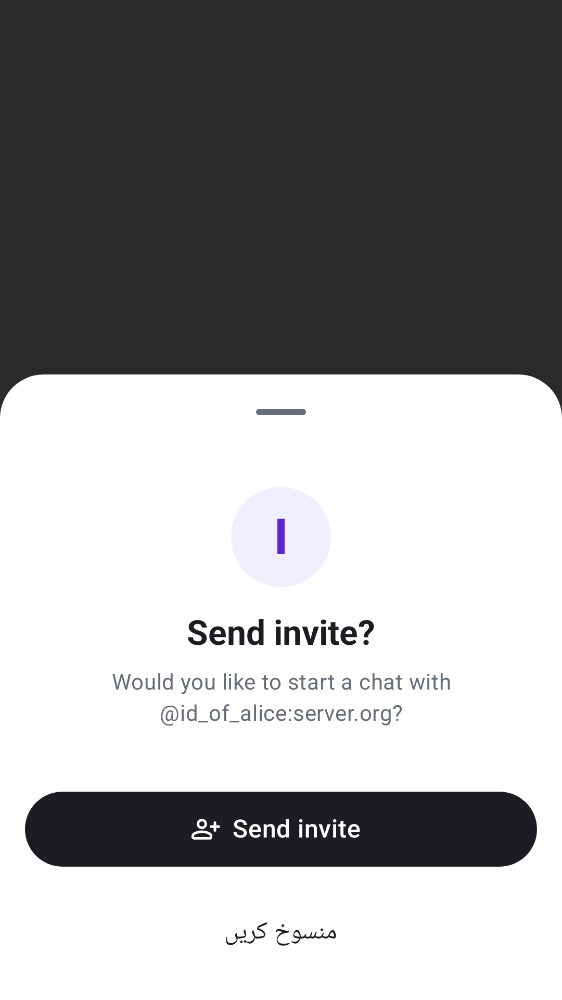 I
Send invite?
Would you like to start a chat with
@id_of_alice:server.org?
Send invite
منسوخ کریں